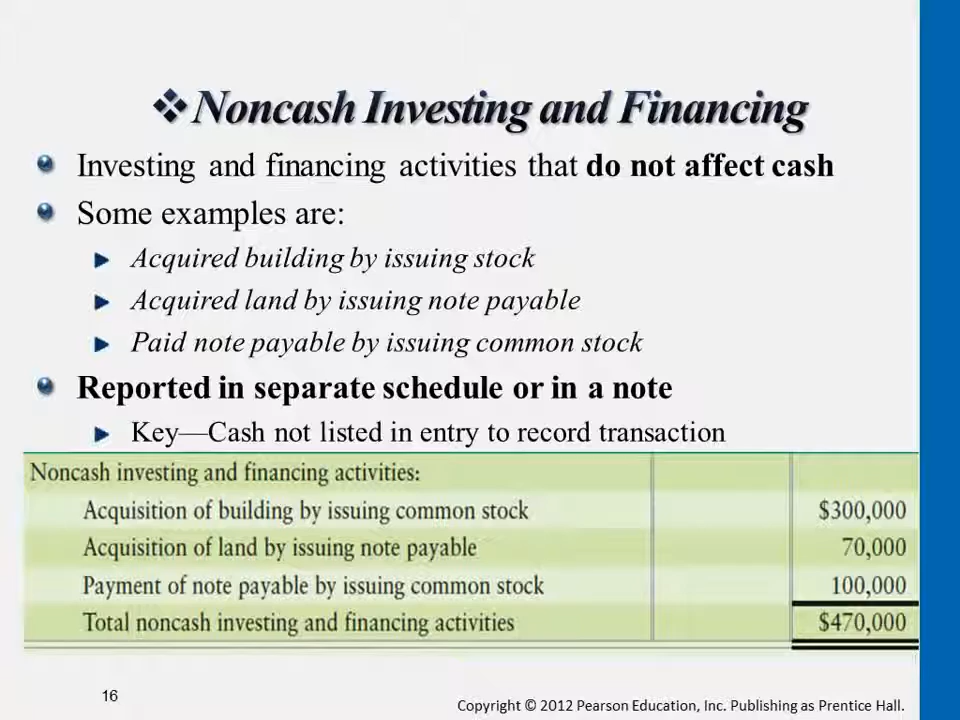 ❖Noncash Investing and Financing
Investing and financing activities that do not affect cash
Some examples are:
Acquired building by issuing stock
Acquired land by issuing note payable
Paid note payable by issuing common stock
Reported in separate schedule or in a note
Key—Cash not listed in entry to record transaction
Noncash investing and financing activities:
Acquisition of building by issuing common stock $300,000
Acquisition of land by issuing note payable 70,000
Payment of note payable by issuing common stock 100,000
Total noncash investing and financing activities $470,000
16
Copyright © 2012 Pearson Education, Inc. Publishing as Prentice Hall.